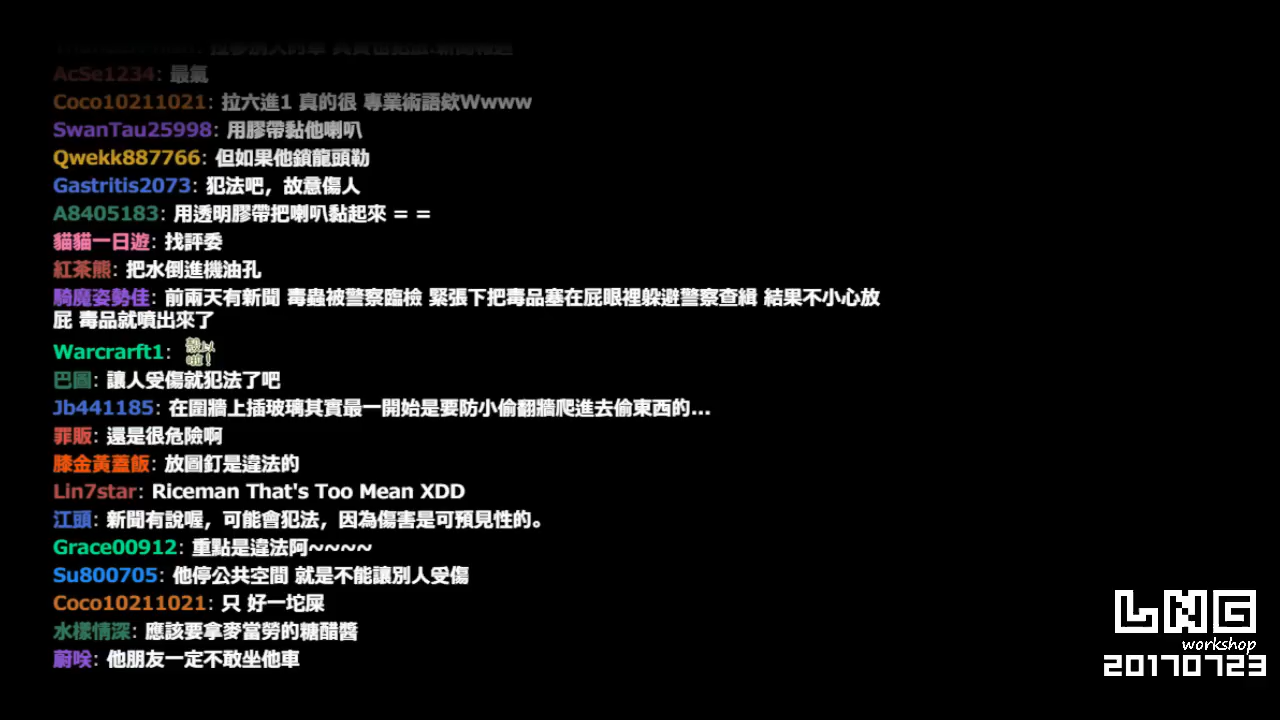 AcSe1234: 最氣
Coco10211021: 拉六進1 真的很 專業術語欸Wwww
SwanTau25998: 用膠帶黏他喇叭
Qwekk887766: 但如果他鎖龍頭勒
Gastritis2073: 犯法吧，故意傷人
A8405183: 用透明膠帶把喇叭黏起來 = =
貓貓一日遊: 找評委
紅茶熊: 把水倒進機油孔
騎魔姿勢佳: 前兩天有新聞 毒蟲被警察臨檢 緊張下把毒品塞在屁眼裡躲避警察查緝 結果不小心放
屁 毒品就噴出來了
Warcrarft1: 殼以啦!
巴圖: 讓人受傷就犯法了吧
Jb441185: 在圍牆上插玻璃其實最一開始是要防小偷翻牆爬進去偷東西的...
罪販: 還是很危險啊
膝金黃蓋飯: 放圖釘是違法的
Lin7star: Riceman That's Too Mean XDD
江頭: 新聞有說喔，可能會犯法，因為傷害是可預見性的。
Grace00912: 重點是違法阿~~~~
Su800705: 他停公共空間 就是不能讓別人受傷
Coco10211021: 只 好一坨屎
水樣情深: 應該要拿麥當勞的糖醋醬
蔚唉: 他朋友一定不敢坐他車
LNG
workshop
20170723